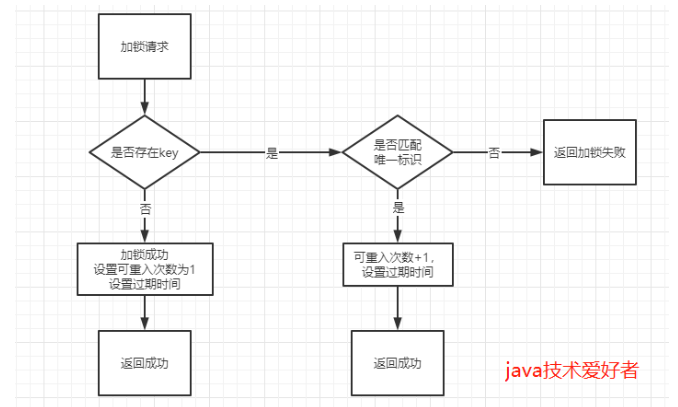 加锁请求
是否存在key
是
是否匹配
唯一标识
否
返回加锁失败
否
是
加锁成功
设置可重入次数为1
设置过期时间
可重入次数+1，
设置过期时间
返回成功
返回成功
java技术爱好者